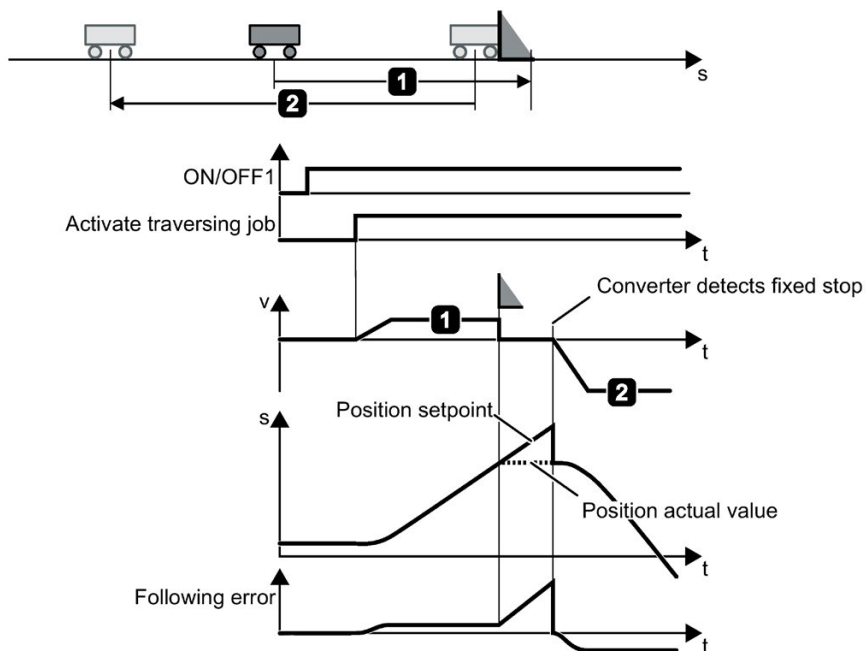 s
1
2
ON/OFF1
Activate traversing job
t
Converter detects fixed stop
v
1
t
2
Position setpoint
s
Position actual value
t
Following error
t